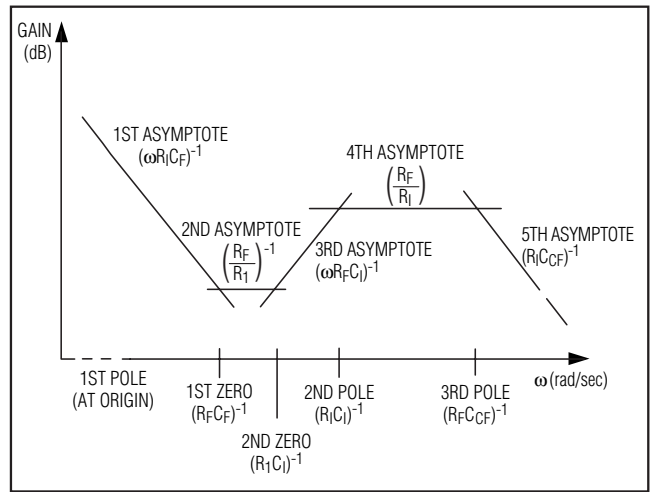 GAIN
(dB)
1ST ASYMPTOTE
(ωRICF)-1
4TH ASYMPTOTE
(RF/RI)
2ND ASYMPTOTE
(RF/R1)-1
3RD ASYMPTOTE
(ωRFCI)-1
5TH ASYMPTOTE
(RICCF)-1
1ST POLE
(AT ORIGIN)
1ST ZERO
(RFCF)-1
2ND ZERO
(R1CI)-1
2ND POLE
(RICI)-1
3RD POLE
(RFCCF)-1
ω (rad/sec)